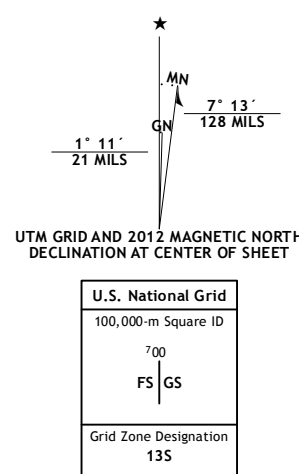 ★
MN
GN
7° 13´
128 MILS
1° 11´
21 MILS
UTM GRID AND 2012 MAGNETIC NORTH
DECLINATION AT CENTER OF SHEET
U.S. National Grid
100,000-m Square ID
⁷00
FS GS
Grid Zone Designation
13S